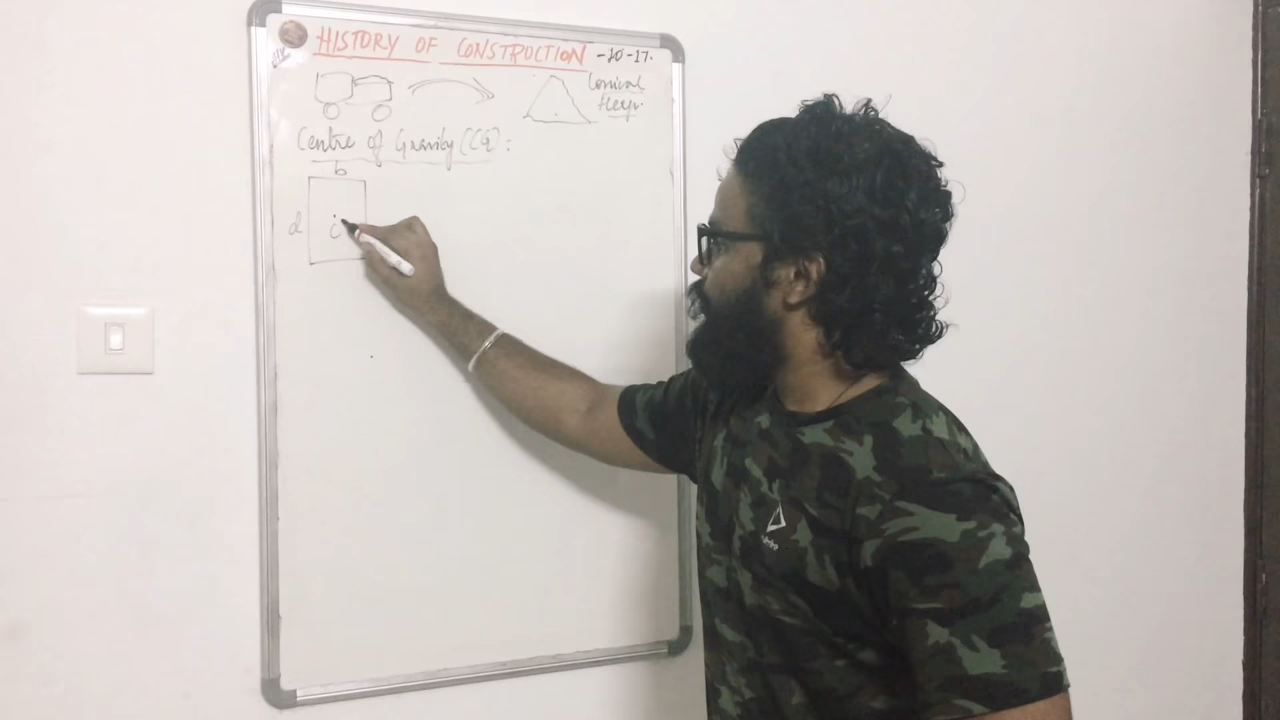 HISTORY OF CONSTRUCTION -10-17.
Conical
Heap.
Centre of Gravity (CG) :
b
d